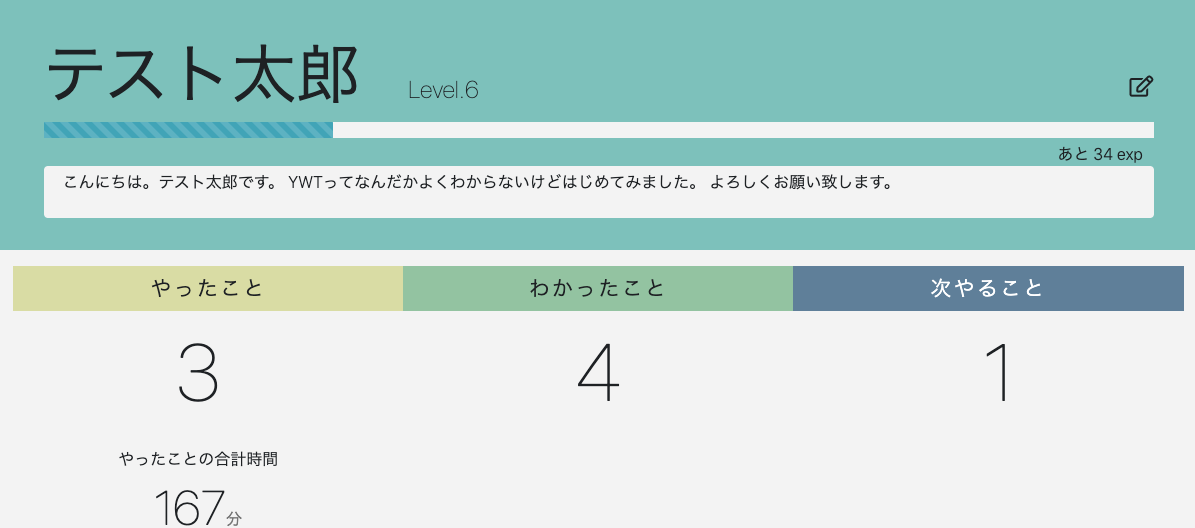 テスト太郎 Level.6
あと 34 exp
こんにちは。テスト太郎です。 YWTってなんだかよくわからないけどはじめてみました。 よろしくお願い致します。
やったこと わかったこと 次やること
3 4 1
やったことの合計時間
167分